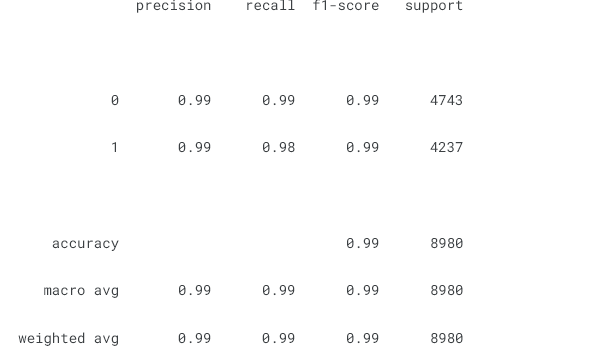 precision recall f1-score support
0 0.99 0.99 0.99 4743
1 0.99 0.98 0.99 4237
accuracy 0.99 8980
macro avg 0.99 0.99 0.99 8980
weighted avg 0.99 0.99 0.99 8980